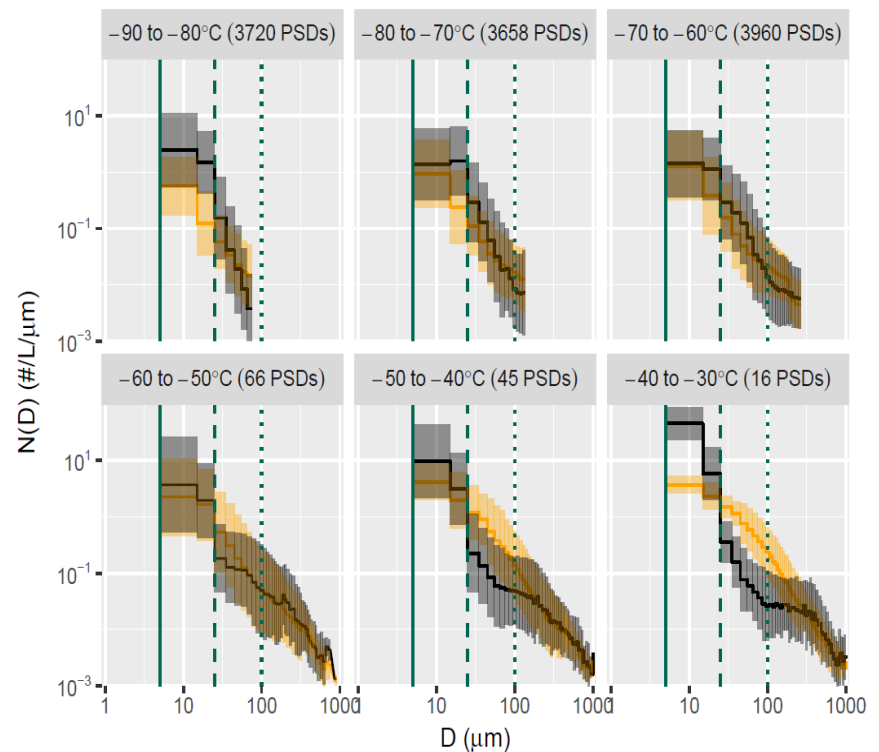 −90 to −80°C (3720 PSDs) −80 to −70°C (3658 PSDs) −70 to −60°C (3960 PSDs)
10¹
10⁻¹
10⁻³
−60 to −50°C (66 PSDs) −50 to −40°C (45 PSDs) −40 to −30°C (16 PSDs)
10¹
10⁻¹
10⁻³
1 10 100 1000 1 10 100 1000 1 10 100 1000
N(D) (#/L/μm)
D (μm)